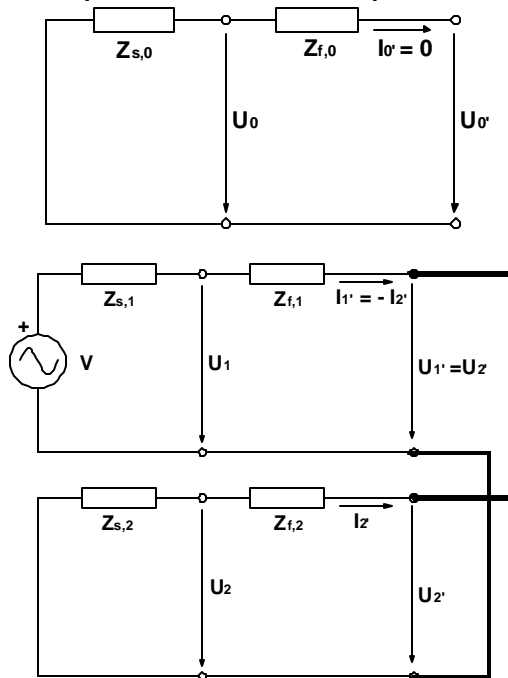 Zs,0
Zf,0
I0' = 0
U0
U0'
Zs,1
Zf,1
I1' = - I2'
+
V
U1
U1' =U2'
Zs,2
Zf,2
I2'
U2
U2'